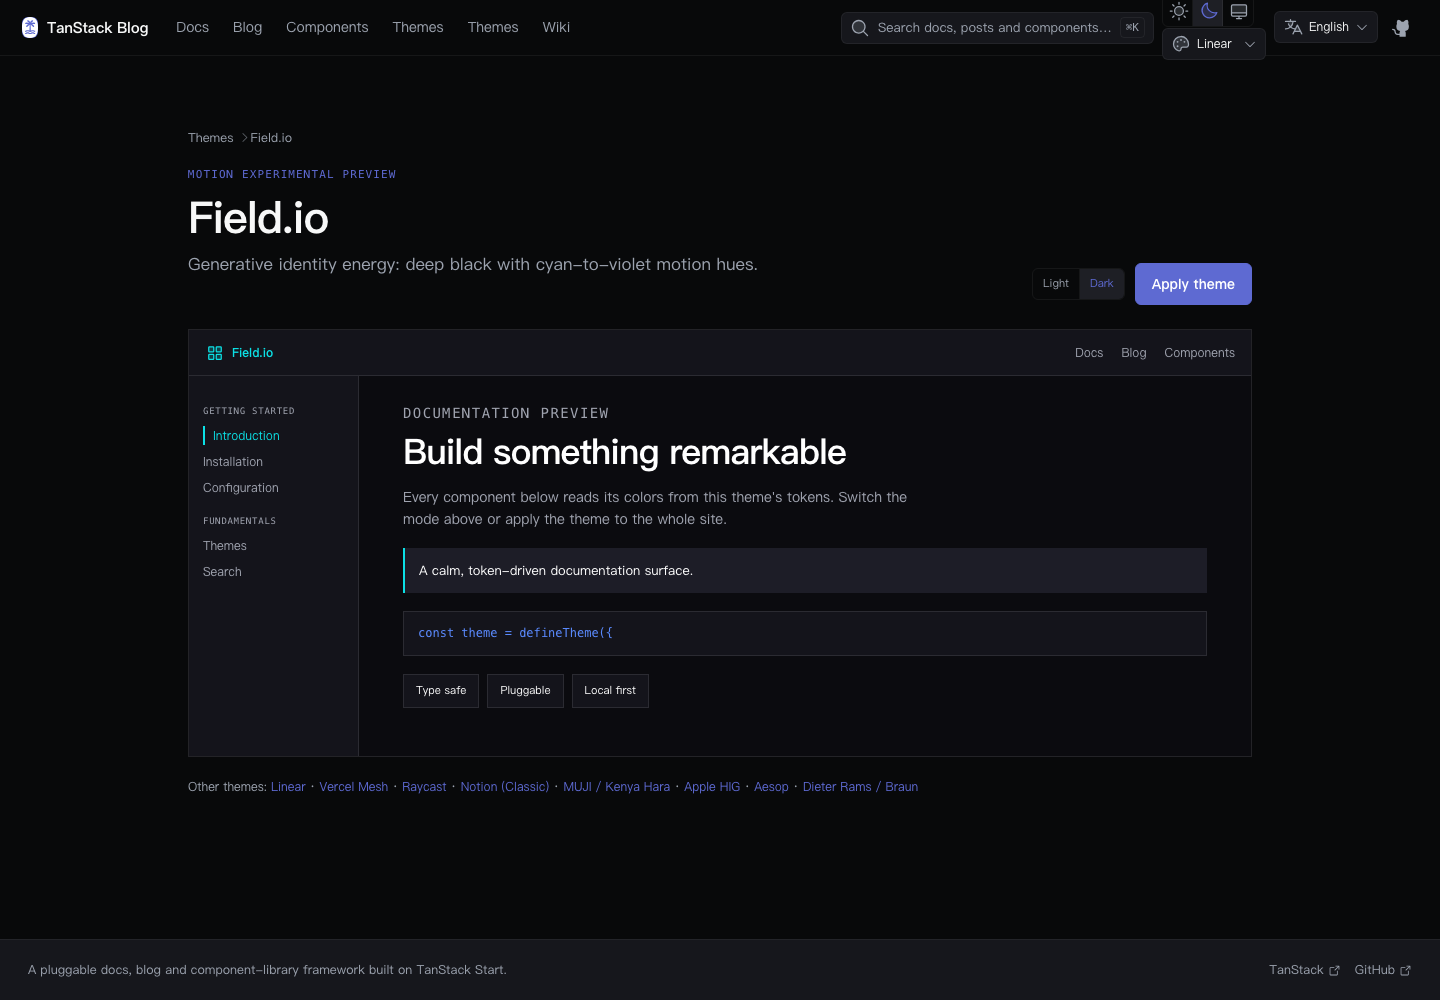 TanStack Blog
Docs
Blog
Components
Themes
Themes
Wiki
Search docs, posts and components...
⌘K
Linear
English
Themes
Field.io
MOTION EXPERIMENTAL PREVIEW
Field.io
Generative identity energy: deep black with cyan-to-violet motion hues.
Light
Dark
Apply theme
Field.io
Docs
Blog
Components
GETTING STARTED
Introduction
Installation
Configuration
FUNDAMENTALS
Themes
Search
DOCUMENTATION PREVIEW
Build something remarkable
Every component below reads its colors from this theme's tokens. Switch the
mode above or apply the theme to the whole site.
A calm, token-driven documentation surface.
const theme = defineTheme({
Type safe
Pluggable
Local first
Other themes: Linear · Vercel Mesh · Raycast · Notion (Classic) · MUJI / Kenya Hara · Apple HIG · Aesop · Dieter Rams / Braun
A pluggable docs, blog and component-library framework built on TanStack Start.
TanStack
GitHub